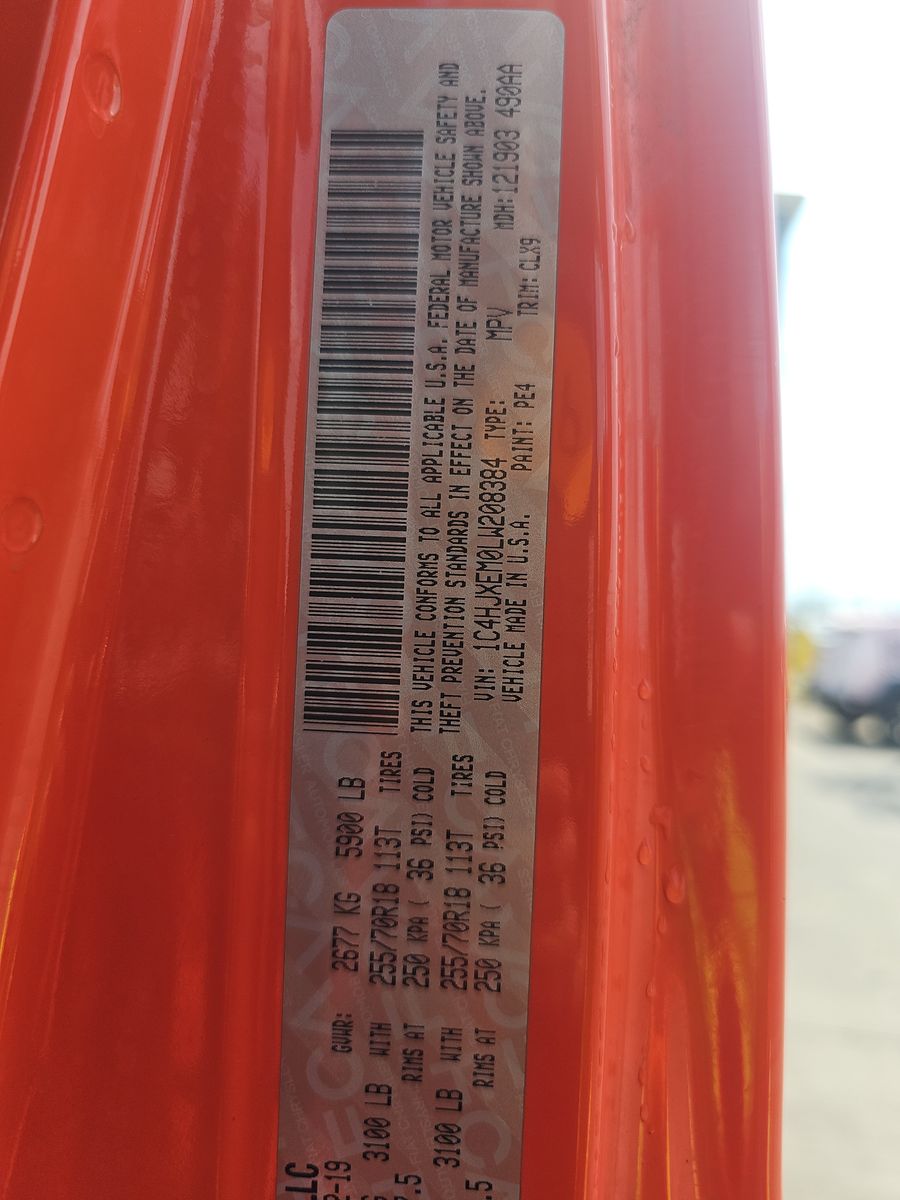 LLC
2-19 GVWR: 2677 KG 5900 LB
3100 LB WITH 255/70R18 113T TIRES
7.5 RIMS AT 250 KPA ( 36 PSI) COLD
3100 LB WITH 255/70R18 113T TIRES
.5 RIMS AT 250 KPA ( 36 PSI) COLD
THIS VEHICLE CONFORMS TO ALL APPLICABLE U.S.A. FEDERAL MOTOR VEHICLE SAFETY AND
THEFT PREVENTION STANDARDS IN EFFECT ON THE DATE OF MANUFACTURE SHOWN ABOVE.
VIN: 1C4HJXEM0LW208384 TYPE: MPV MDH:121903 490AA
VEHICLE MADE IN U.S.A. PAINT: PE4 TRIM: CLX9